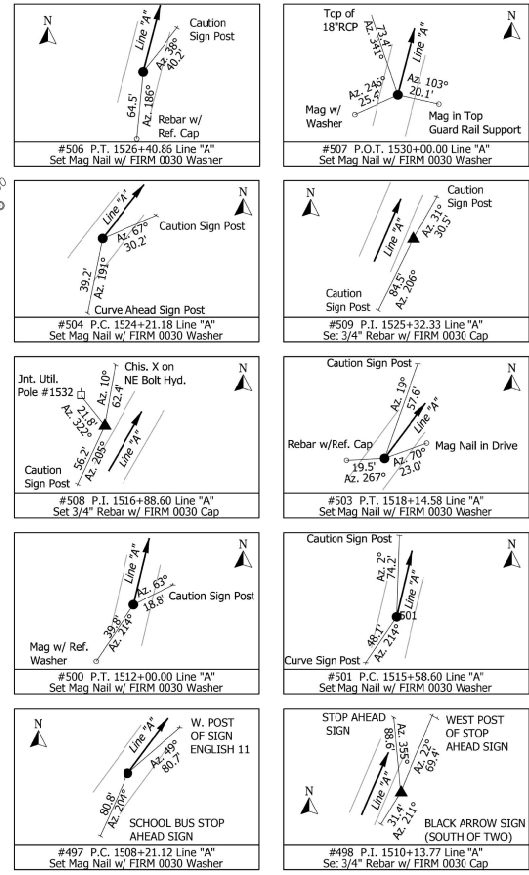 N
Line "A"
Caution
Sign Post
Az. 38°
40.2'
64.5'
Az. 186°
Rebar w/
Ref. Cap
#506 P.T. 1526+40.86 Line "A"
Set Mag Nail w/ FIRM 0030 Washer
Top of
18"RCP
73.4'
Az. 341°
Line "A"
N
Az. 246°
25.4'
Az. 103°
20.1'
Mag w/
Washer
Mag in Top
Guard Rail Support
#507 P.O.T. 1530+00.00 Line "A"
Set Mag Nail w/ FIRM 0030 Washer
Line "A"
N
Caution Sign Post
Az. 67°
30.2'
39.2'
Az. 191°
Curve Ahead Sign Post
#504 P.C. 1524+21.18 Line "A"
Set Mag Nail w/ FIRM 0030 Washer
N
Line "A"
Caution
Sign Post
Az. 31°
30.5'
84.5'
Az. 206°
Caution
Sign Post
#509 P.I. 1525+32.33 Line "A"
Set 3/4" Rebar w/ FIRM 0030 Cap
Chis. X on
NE Bolt Hyd.
N
Jnt. Util.
Pole #1532
Az. 10°
62.4'
21.8'
Az. 322°
56.2'
Az. 205°
Line "A"
Caution
Sign Post
#508 P.I. 1516+88.60 Line "A"
Set 3/4" Rebar w/ FIRM 0030 Cap
Caution Sign Post
N
Az. 19°
57.6'
Line "A"
Rebar w/Ref. Cap
Mag Nail in Drive
19.5'
Az. 267°
Az. 70°
23.0'
#503 P.T. 1518+14.58 Line "A"
Set Mag Nail w/ FIRM 0030 Washer
N
Line "A"
Az. 63°
18.8'
Caution Sign Post
39.8'
Az. 214°
Mag w/ Ref.
Washer
#500 P.T. 1512+00.00 Line "A"
Set Mag Nail w/ FIRM 0030 Washer
Caution Sign Post
N
Az. 2°
74.2'
Line "A"
501
48.1'
Az. 214°
Curve Sign Post
#501 P.C. 1515+58.60 Line "A"
Set Mag Nail w/ FIRM 0030 Washer
N
Line "A"
W. POST
OF SIGN
ENGLISH 11
Az. 49°
80.7'
80.8'
Az. 204°
SCHOOL BUS STOP
AHEAD SIGN
#497 P.C. 1508+21.12 Line "A"
Set Mag Nail w/ FIRM 0030 Washer
STOP AHEAD
SIGN
Az. 355°
88.6'
WEST POST
OF STOP
AHEAD SIGN
Az. 22°
69.4'
N
Line "A"
31.4'
Az. 211°
BLACK ARROW SIGN
(SOUTH OF TWO)
#498 P.I. 1510+13.77 Line "A"
Set 3/4" Rebar w/ FIRM 0030 Cap